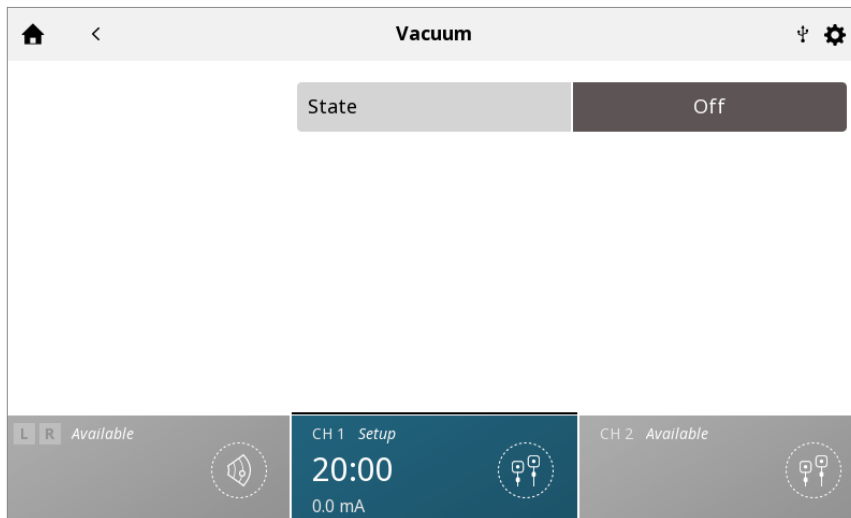 Vacuum
State Off
L R Available
CH 1 Setup
20:00
0.0 mA
CH 2 Available